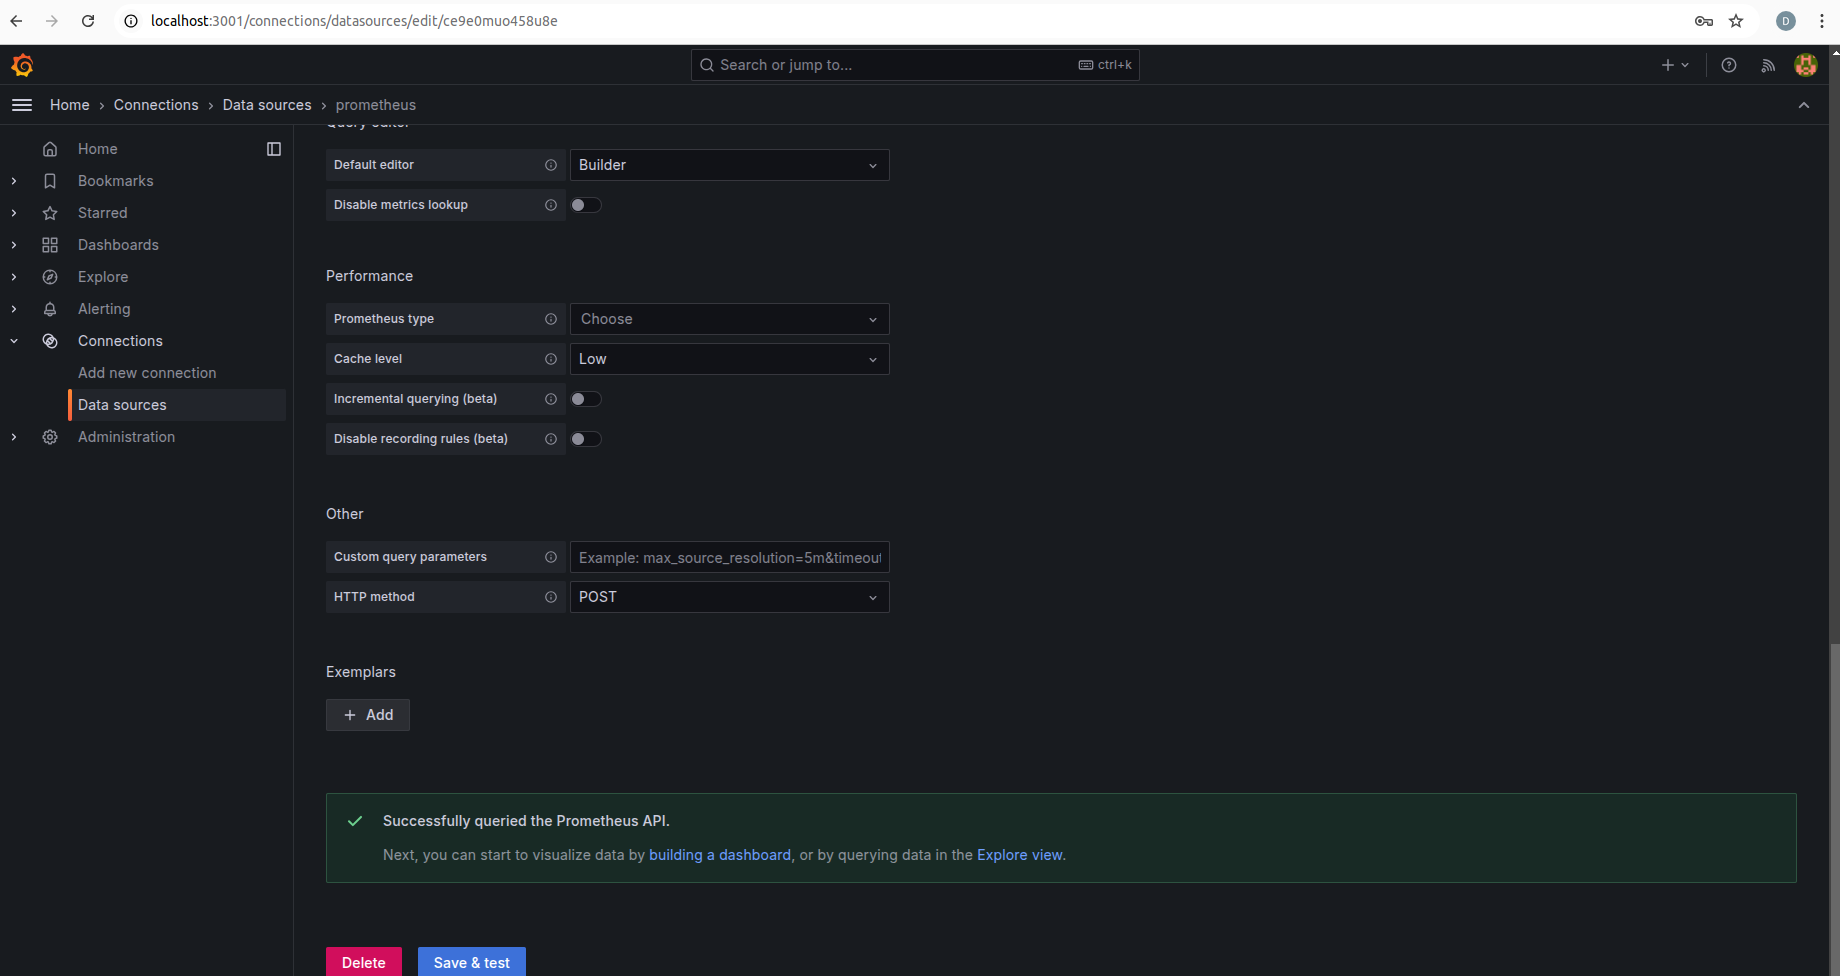 localhost:3001/connections/datasources/edit/ce9e0muo458u8e
D
Search or jump to...
ctrl+k
Home › Connections › Data sources › prometheus
Home
Bookmarks
Starred
Dashboards
Explore
Alerting
Connections
Add new connection
Data sources
Administration
Query editor
Default editor
Builder
Disable metrics lookup
Performance
Prometheus type
Choose
Cache level
Low
Incremental querying (beta)
Disable recording rules (beta)
Other
Custom query parameters
Example: max_source_resolution=5m&timeout
HTTP method
POST
Exemplars
Add
Successfully queried the Prometheus API.
Next, you can start to visualize data by building a dashboard, or by querying data in the Explore view.
Delete
Save & test